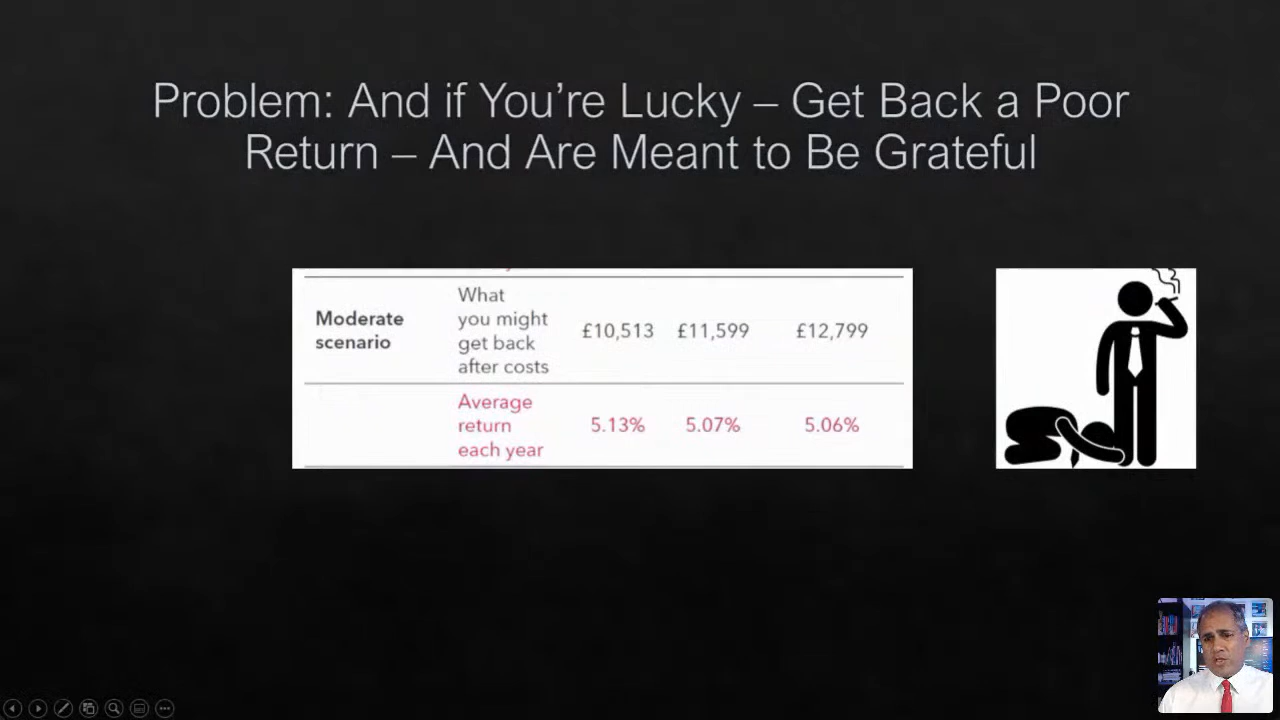 Problem: And if You’re Lucky – Get Back a Poor
Return – And Are Meant to Be Grateful
Moderate
scenario
What
you might
get back
after costs
£10,513 £11,599 £12,799
Average
return
each year
5.13% 5.07% 5.06%